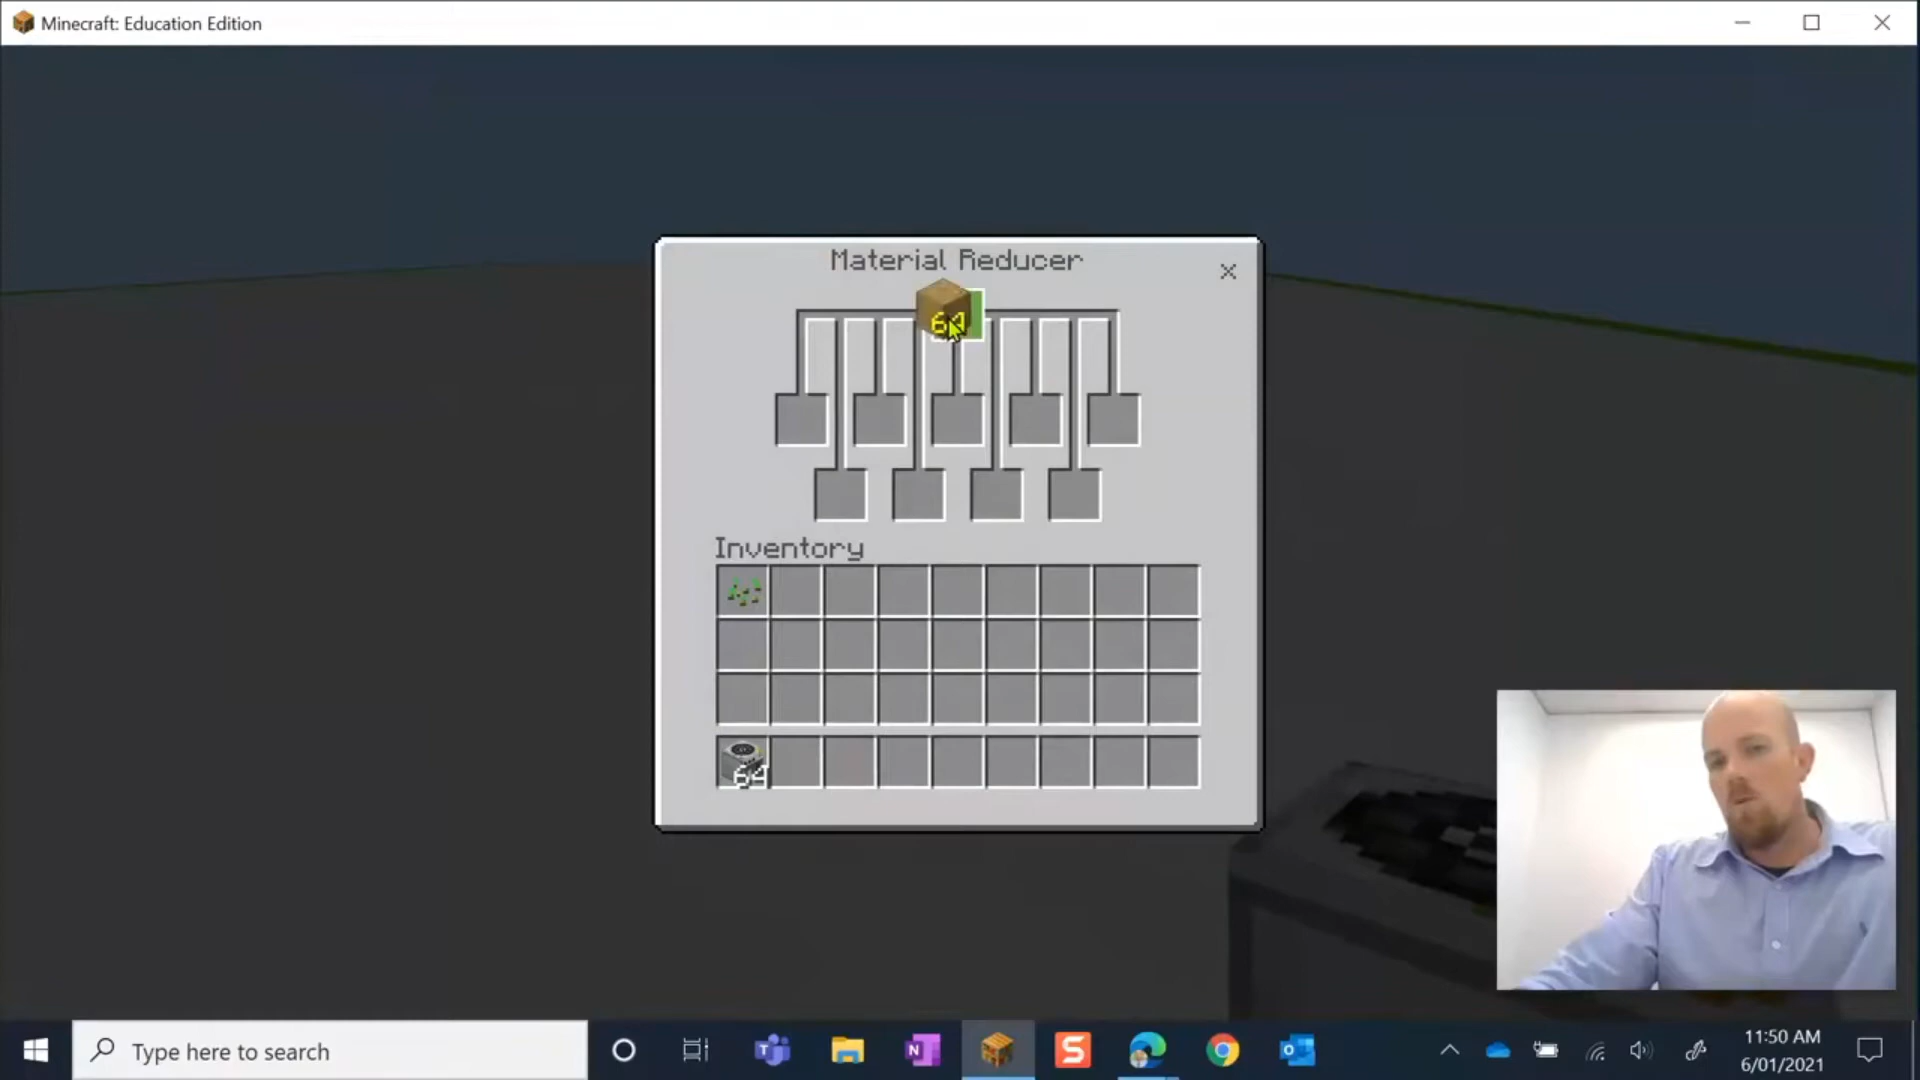 Minecraft: Education Edition
Material Reducer
64
Inventory
64
Type here to search
11:50 AM
6/01/2021